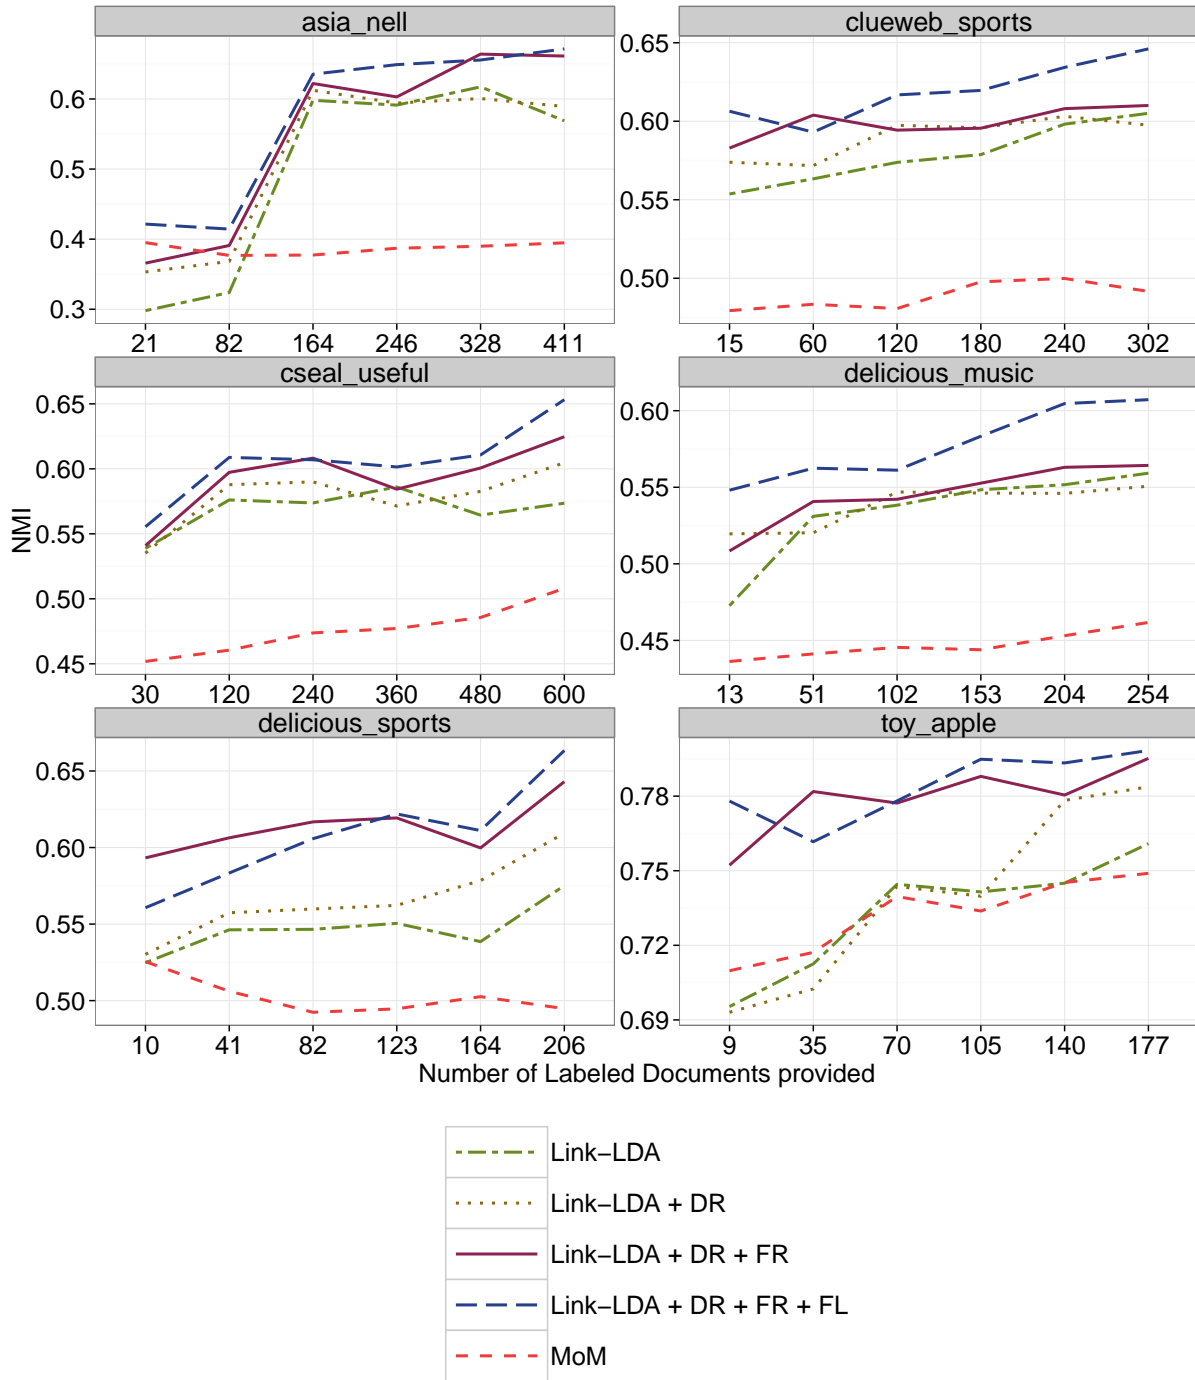 asia_nell
clueweb_sports
0.6
0.5
0.4
0.3
0.65
0.60
0.55
0.50
21 82 164 246 328 411
15 60 120 180 240 302
cseal_useful
delicious_music
0.65
0.60
0.55
0.50
0.45
0.60
0.55
0.50
0.45
NMI
30 120 240 360 480 600
13 51 102 153 204 254
delicious_sports
toy_apple
0.65
0.60
0.55
0.50
0.78
0.75
0.72
0.69
10 41 82 123 164 206
9 35 70 105 140 177
Number of Labeled Documents provided
Link−LDA
Link−LDA + DR
Link−LDA + DR + FR
Link−LDA + DR + FR + FL
MoM